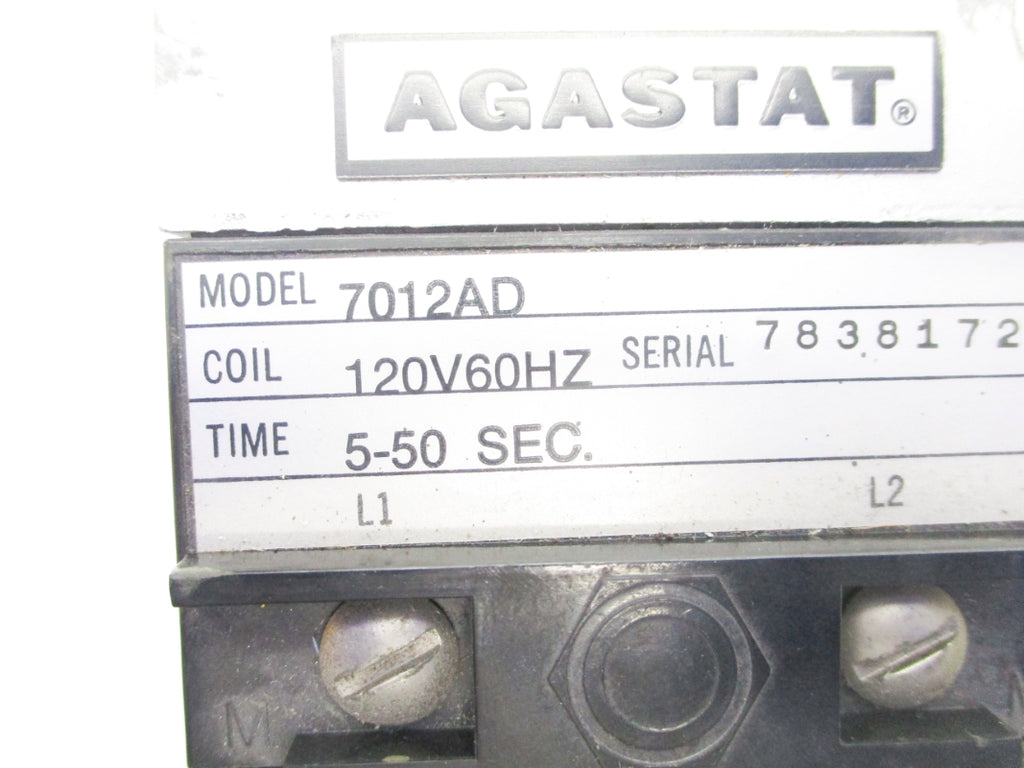 AGASTAT®
MODEL 7012AD
COIL 120V60HZ SERIAL 7838172
TIME 5-50 SEC.
L1 L2
M